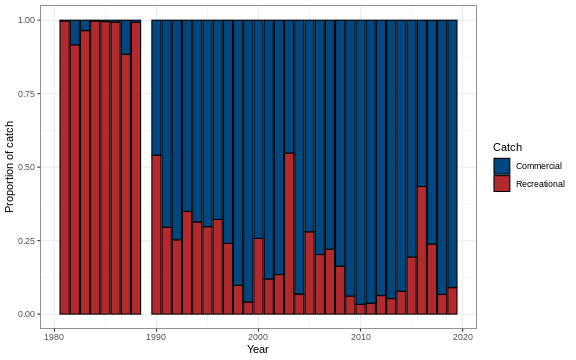 1.00
0.75
0.50
0.25
0.00
Proportion of catch
1980
1990
2000
2010
2020
Year
Catch
Commercial
Recreational